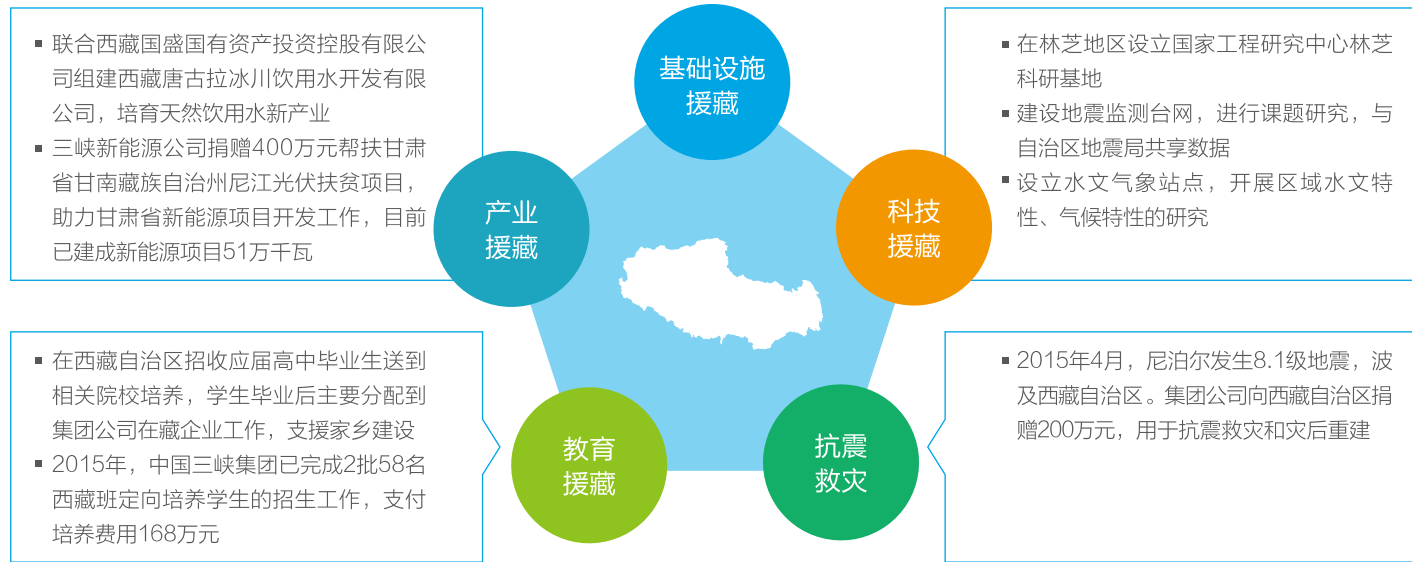 基础设施
援藏
▪ 联合西藏国盛国有资产投资控股有限公
司组建西藏唐古拉冰川饮用水开发有限
公司，培育天然饮用水新产业
▪ 三峡新能源公司捐赠400万元帮扶甘肃
省甘南藏族自治州尼江光伏扶贫项目，
助力甘肃省新能源项目开发工作，目前
已建成新能源项目51万千瓦
产业
援藏
科技
援藏
▪ 在林芝地区设立国家工程研究中心林芝
科研基地
▪ 建设地震监测台网，进行课题研究，与
自治区地震局共享数据
▪ 设立水文气象站点，开展区域水文特
性、气候特性的研究
▪ 在西藏自治区招收应届高中毕业生送到
相关院校培养，学生毕业后主要分配到
集团公司在藏企业工作，支援家乡建设
▪ 2015年，中国三峡集团已完成2批58名
西藏班定向培养学生的招生工作，支付
培养费用168万元
教育
援藏
抗震
救灾
▪ 2015年4月，尼泊尔发生8.1级地震，波
及西藏自治区。集团公司向西藏自治区捐
赠200万元，用于抗震救灾和灾后重建